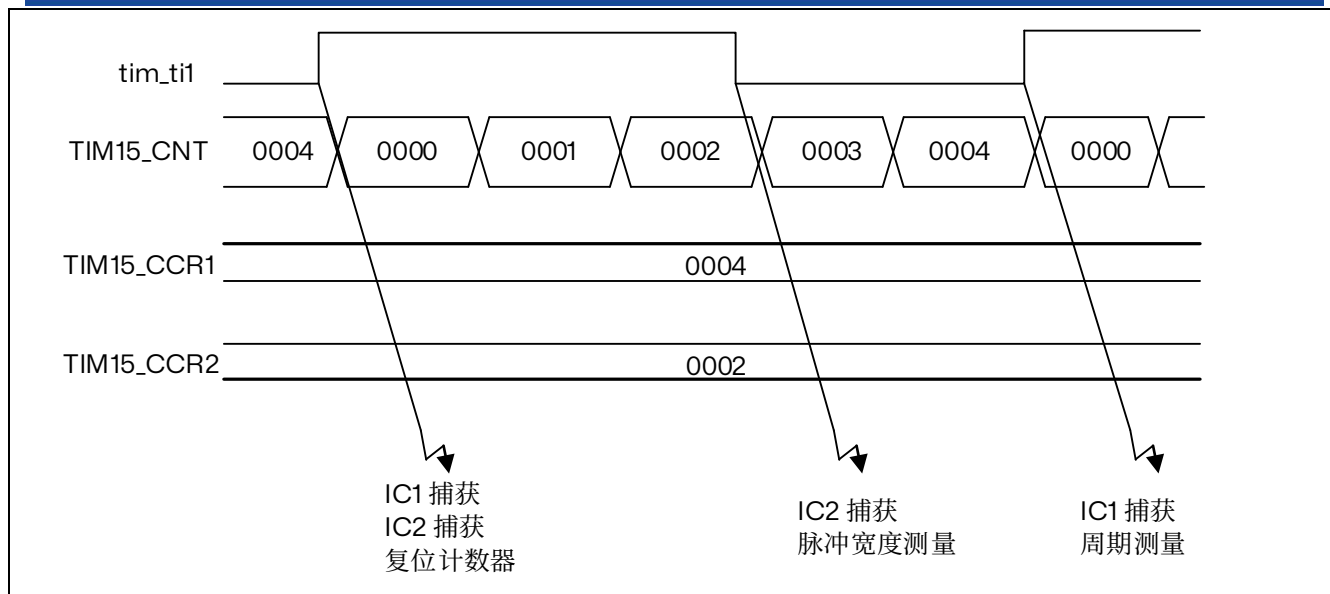 tim_ti1
TIM15_CNT 0004 0000 0001 0002 0003 0004 0000
TIM15_CCR1 0004
TIM15_CCR2 0002
IC1 捕获
IC2 捕获
复位计数器
IC2 捕获
脉冲宽度测量
IC1 捕获
周期测量